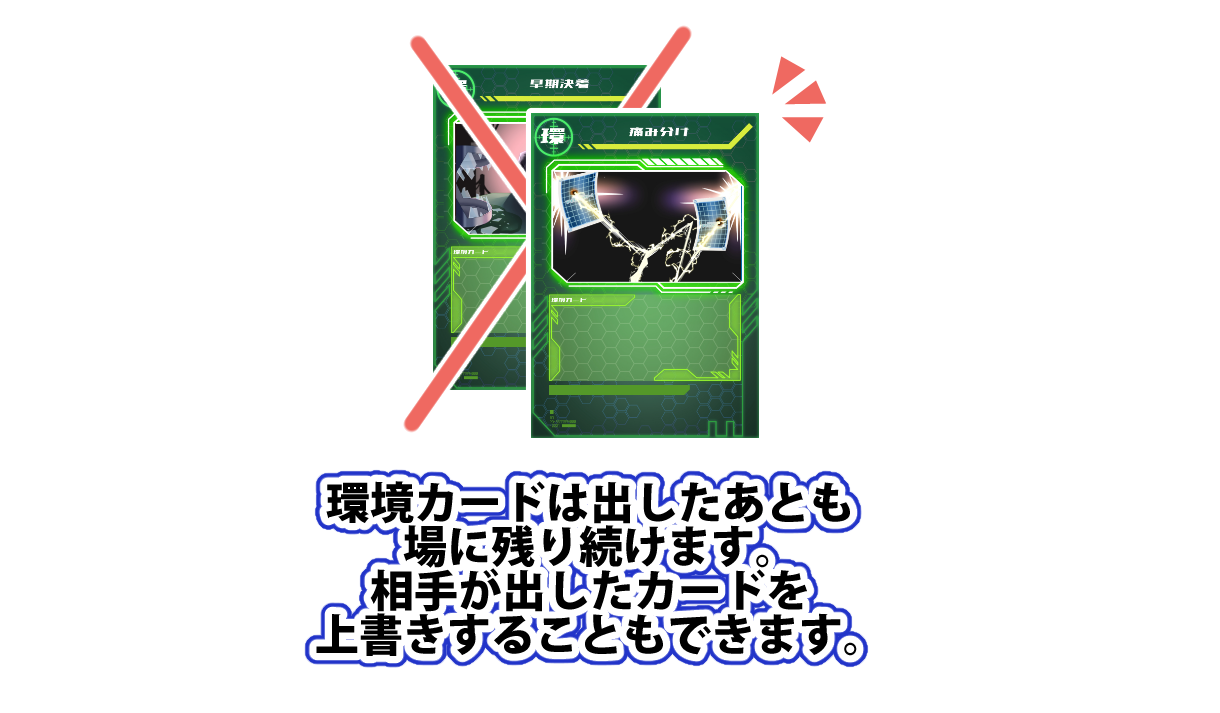 早期決着
環
痛み分け
環境カードは出したあとも
場に残り続けます。
相手が出したカードを
上書きすることもできます。